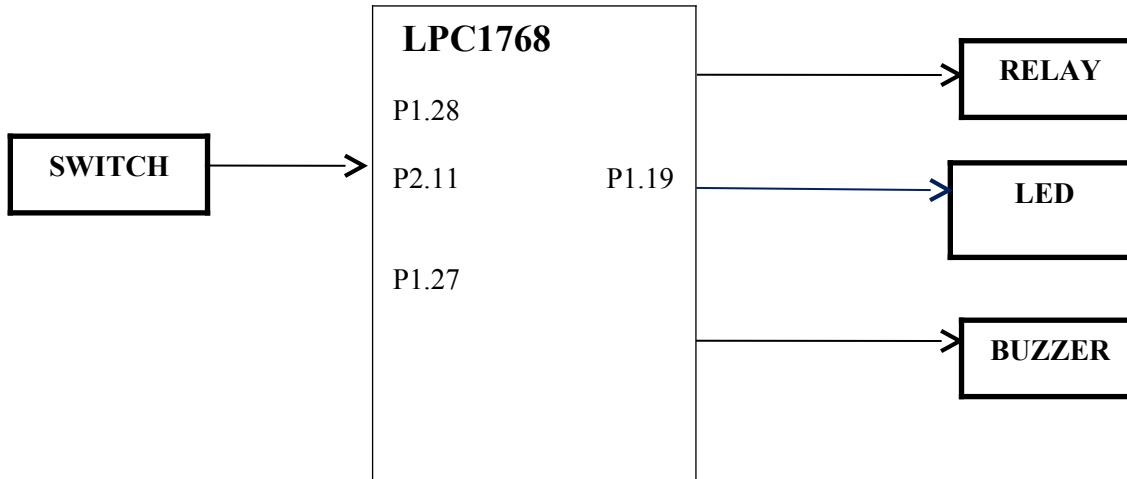 LPC1768
RELAY
P1.28
SWITCH
P2.11
P1.19
LED
P1.27
BUZZER